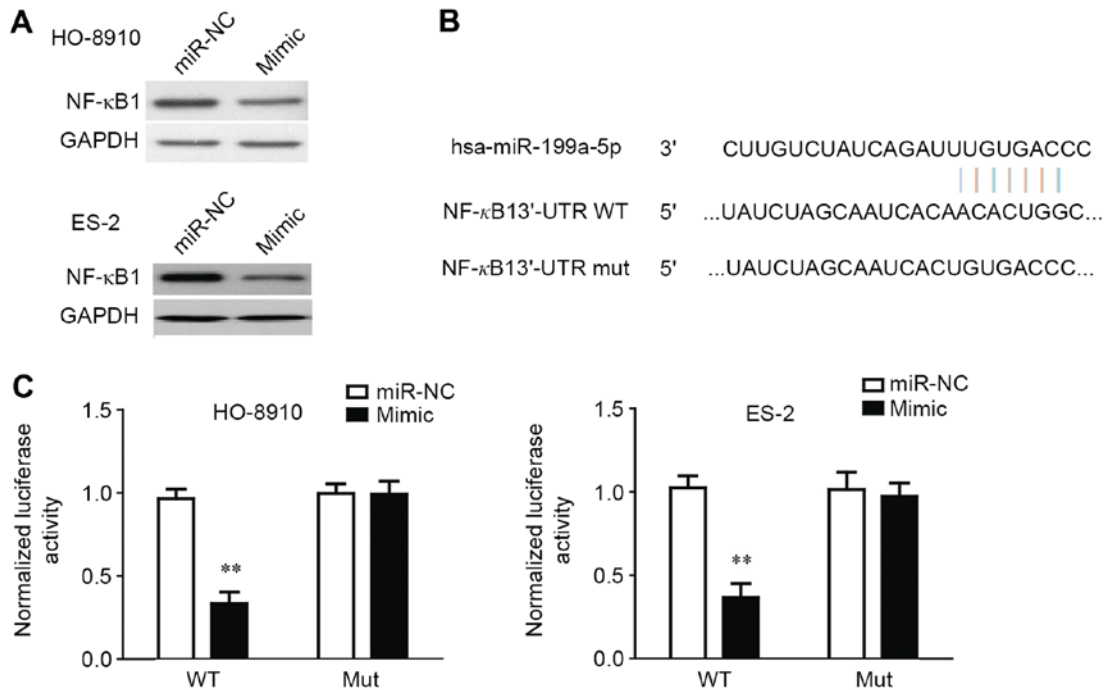 A
HO-8910
miR-NC
Mimic
NF-κB1
GAPDH
ES-2
miR-NC
Mimic
NF-κB1
GAPDH
B
hsa-miR-199a-5p 3' CUUGUCUAUCAGAUUUGUGACCC
NF-κB13'-UTR WT 5' ...UAUCUAGCAAUCACAACACUGGC...
NF-κB13'-UTR mut 5' ...UAUCUAGCAAUCACUGUGACCC...
C
HO-8910
miR-NC
Mimic
Normalized luciferase
activity
1.5
1.0
0.5
0.0
**
WT Mut
ES-2
miR-NC
Mimic
Normalized luciferase
activity
1.5
1.0
0.5
0.0
**
WT Mut